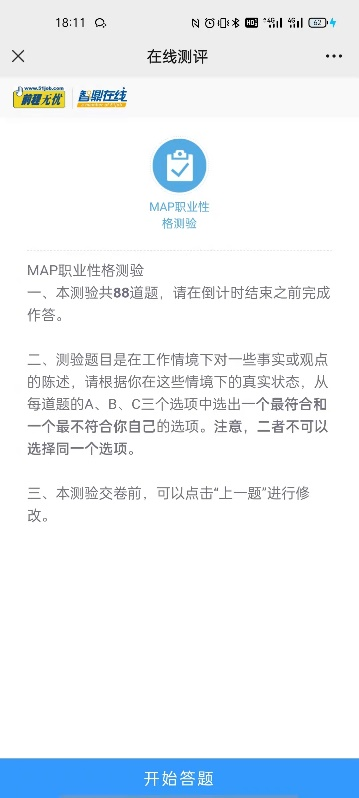 18:11
HD2
4G
4G
62
在线测评
www.51job.com
前程无忧
智鼎在线
MAP职业性
格测验
MAP职业性格测验
一、本测验共88道题，请在倒计时结束之前完成
作答。
二、测验题目是在工作情境下对一些事实或观点
的陈述，请根据你在这些情境下的真实状态，从
每道题的A、B、C三个选项中选出一个最符合和
一个最不符合你自己的选项。注意，二者不可以
选择同一个选项。
三、本测验交卷前，可以点击“上一题”进行修
改。
开始答题